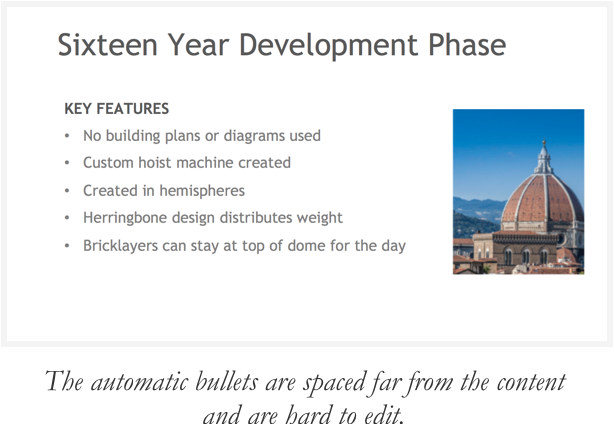 Sixteen Year Development Phase
KEY FEATURES
• No building plans or diagrams used
• Custom hoist machine created
• Created in hemispheres
• Herringbone design distributes weight
• Bricklayers can stay at top of dome for the day
The automatic bullets are spaced far from the content
and are hard to edit.